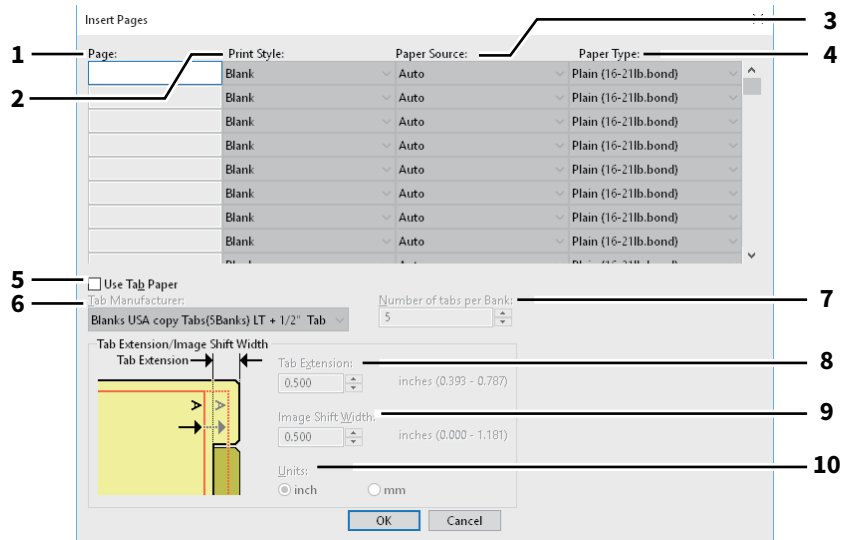 Insert Pages
3
1
Page:
Print Style:
Paper Source:
Paper Type:
4
2
Blank Auto Plain (16-21lb.bond)
Blank Auto Plain (16-21lb.bond)
Blank Auto Plain (16-21lb.bond)
Blank Auto Plain (16-21lb.bond)
Blank Auto Plain (16-21lb.bond)
Blank Auto Plain (16-21lb.bond)
Blank Auto Plain (16-21lb.bond)
Blank Auto Plain (16-21lb.bond)
5
Use Tab Paper
6
Tab Manufacturer:
Number of tabs per Bank:
7
Blanks USA copy Tabs(5Banks) LT + 1/2" Tab
5
Tab Extension/Image Shift Width
Tab Extension
Tab Extension:
8
0.500
inches (0.393 - 0.787)
A A
Image Shift Width:
9
0.500
inches (0.000 - 1.181)
Units:
10
inch
mm
OK
Cancel